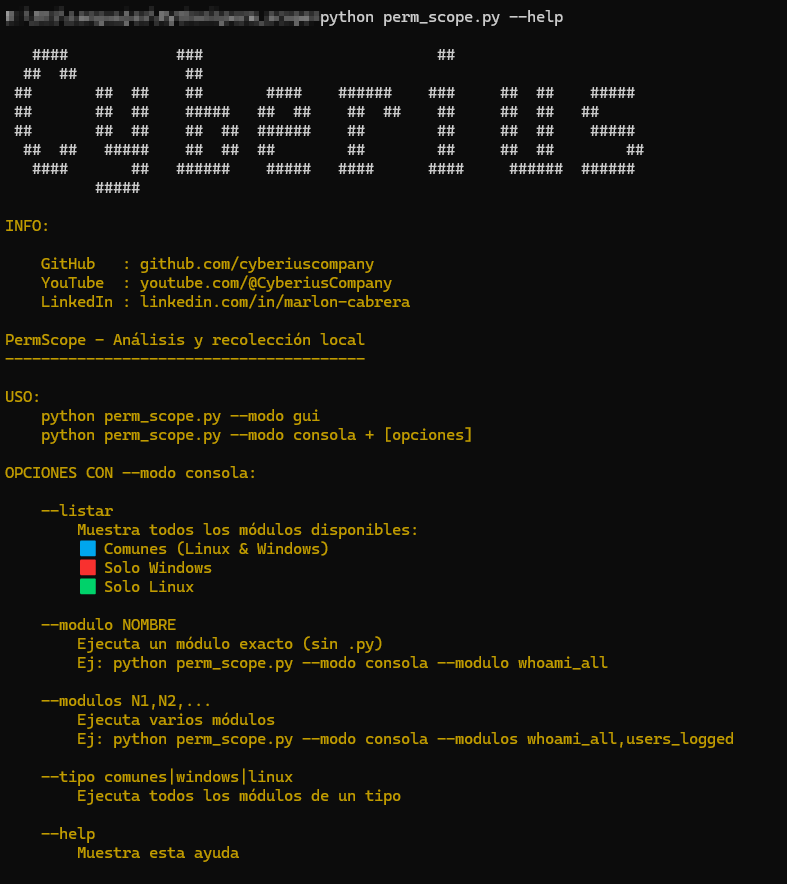 python perm_scope.py --help
Cyberius
INFO:
GitHub   : github.com/cyberiuscompany
YouTube  : youtube.com/@CyberiusCompany
LinkedIn : linkedin.com/in/marlon-cabrera
PermScope - Análisis y recolección local
----------------------------------------
USO:
python perm_scope.py --modo gui
python perm_scope.py --modo consola + [opciones]
OPCIONES CON --modo consola:
--listar
Muestra todos los módulos disponibles:
Comunes (Linux & Windows)
Solo Windows
Solo Linux
--modulo NOMBRE
Ejecuta un módulo exacto (sin .py)
Ej: python perm_scope.py --modo consola --modulo whoami_all
--modulos N1,N2,...
Ejecuta varios módulos
Ej: python perm_scope.py --modo consola --modulos whoami_all,users_logged
--tipo comunes|windows|linux
Ejecuta todos los módulos de un tipo
--help
Muestra esta ayuda